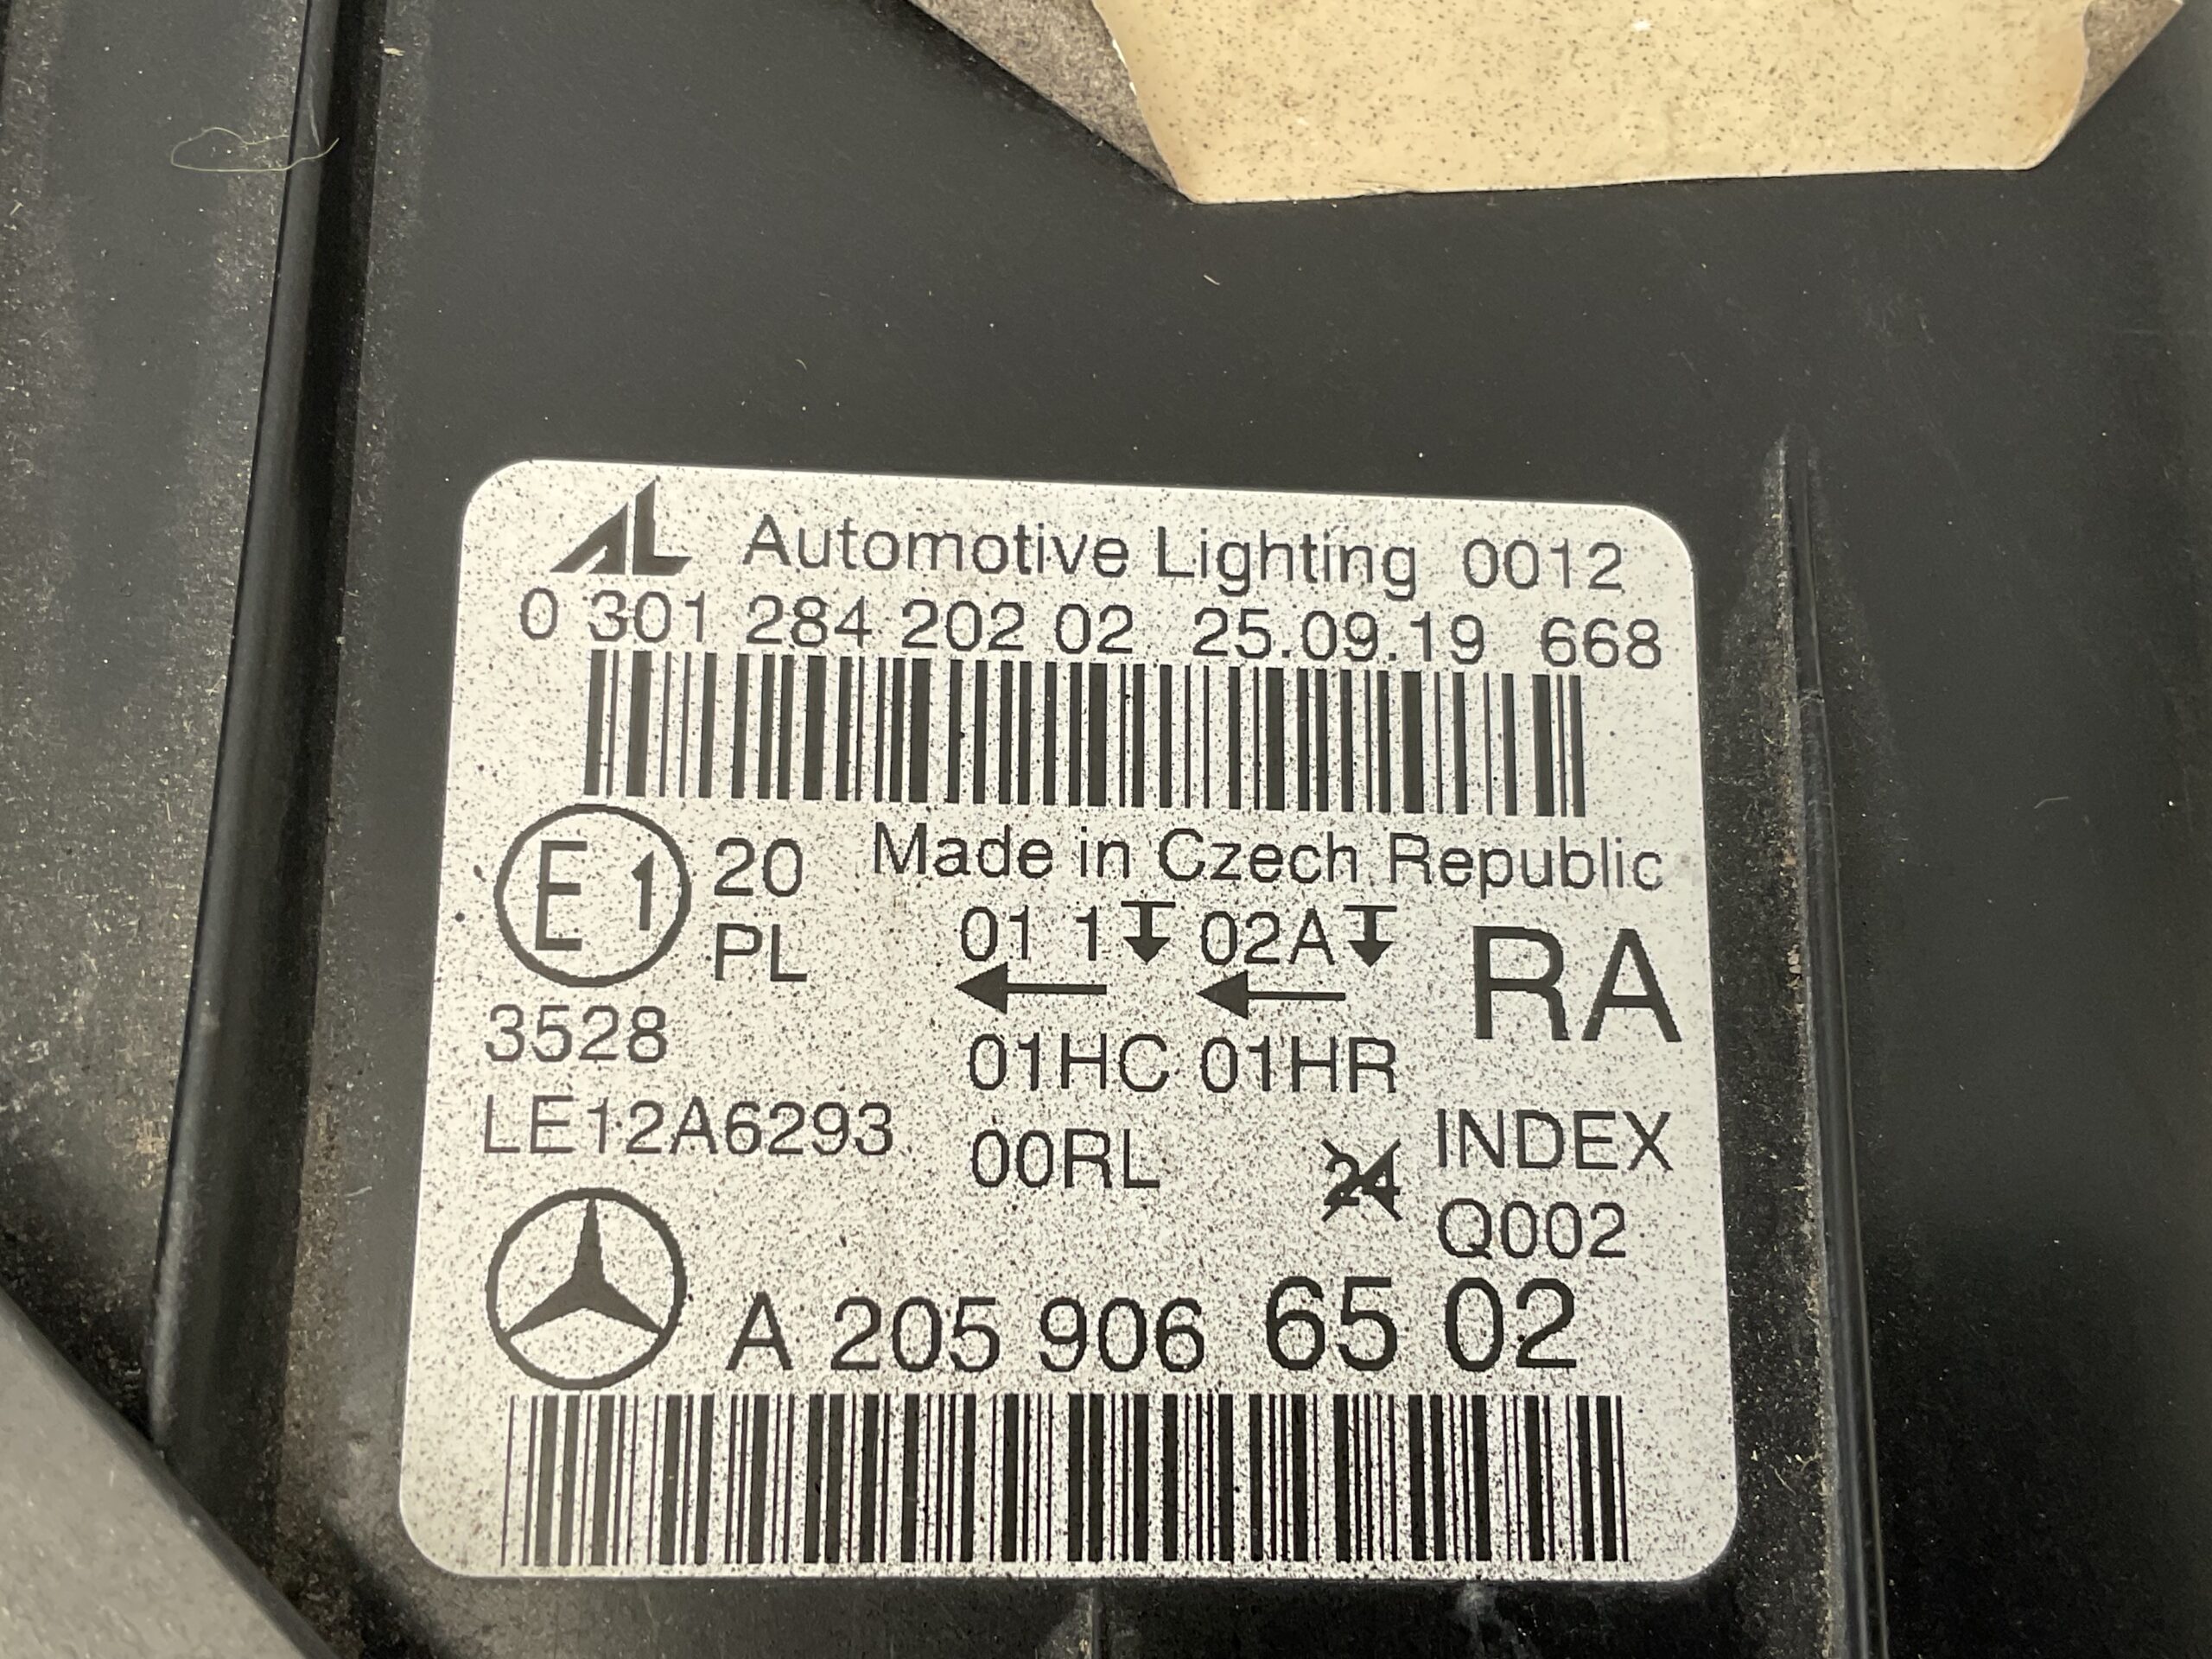 AL Automotive Lighting 0012
0 301 284 202 02 25.09.19 668
E1 20 Made in Czech Republic
PL 01 1 02A RA
3528 01HC 01HR
LE12A6293 00RL 24 INDEX
Q002
A 205 906 65 02